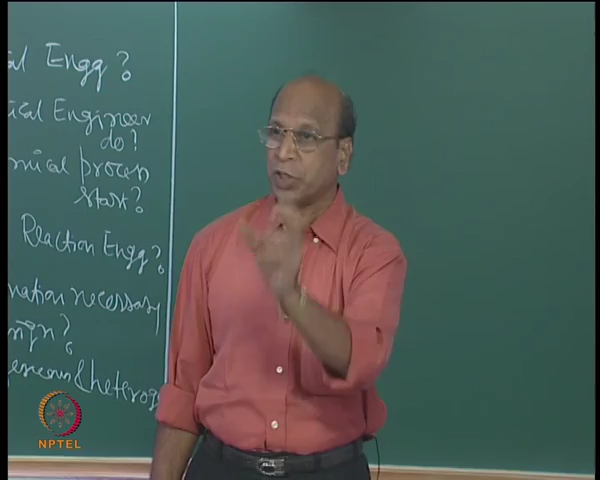 al Engg?
ical Engineer
do?
mical process
start?
Reaction Engg?
mation necessary
sign?
geneous & heterog
NPTEL